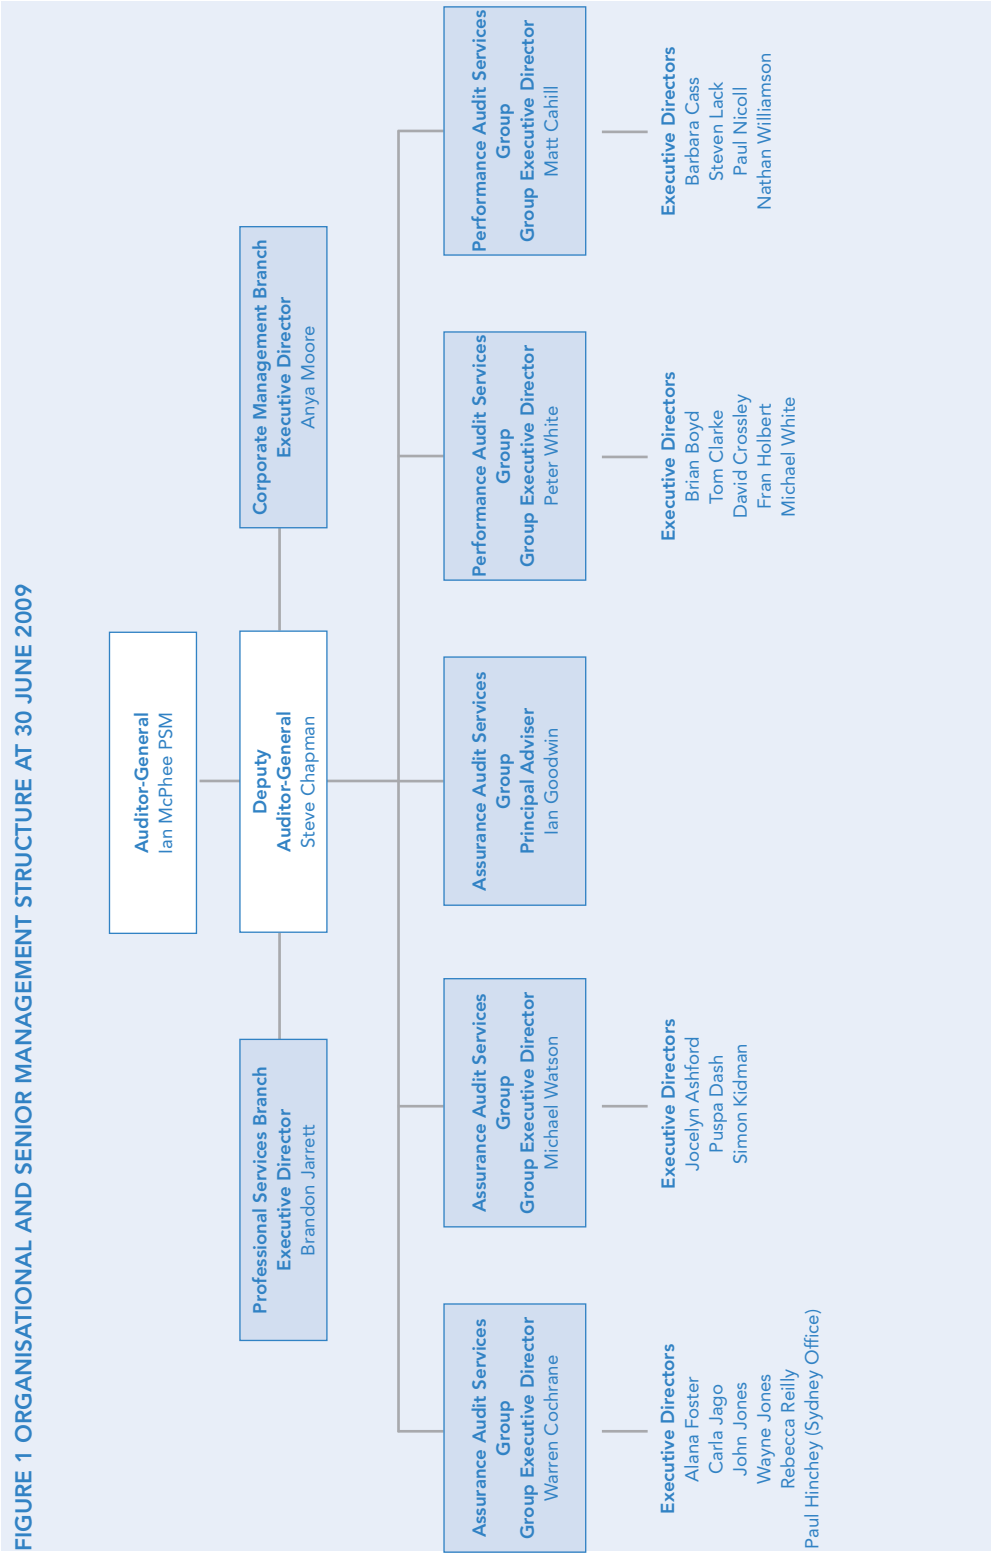 FIGURE 1 ORGANISATIONAL AND SENIOR MANAGEMENT STRUCTURE AT 30 JUNE 2009
Auditor-General
Ian McPhee PSM
Professional Services Branch
Executive Director
Brandon Jarrett
Deputy
Auditor-General
Steve Chapman
Corporate Management Branch
Executive Director
Anya Moore
Assurance Audit Services
Group
Group Executive Director
Warren Cochrane
Assurance Audit Services
Group
Group Executive Director
Michael Watson
Assurance Audit Services
Group
Principal Adviser
Ian Goodwin
Performance Audit Services
Group
Group Executive Director
Peter White
Performance Audit Services
Group
Group Executive Director
Matt Cahill
Executive Directors
Alana Foster
Carla Jago
John Jones
Wayne Jones
Rebecca Reilly
Paul Hinchey (Sydney Office)
Executive Directors
Jocelyn Ashford
Puspa Dash
Simon Kidman
Executive Directors
Brian Boyd
Tom Clarke
David Crossley
Fran Holbert
Michael White
Executive Directors
Barbara Cass
Steven Lack
Paul Nicoll
Nathan Williamson